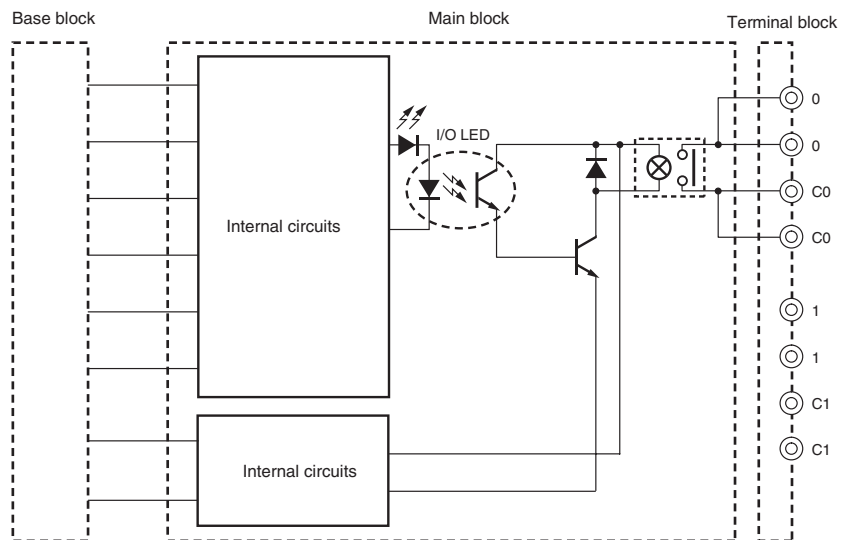 Base block
Main block
Terminal block
I/O LED
0
0
C0
C0
Internal circuits
1
1
C1
C1
Internal circuits